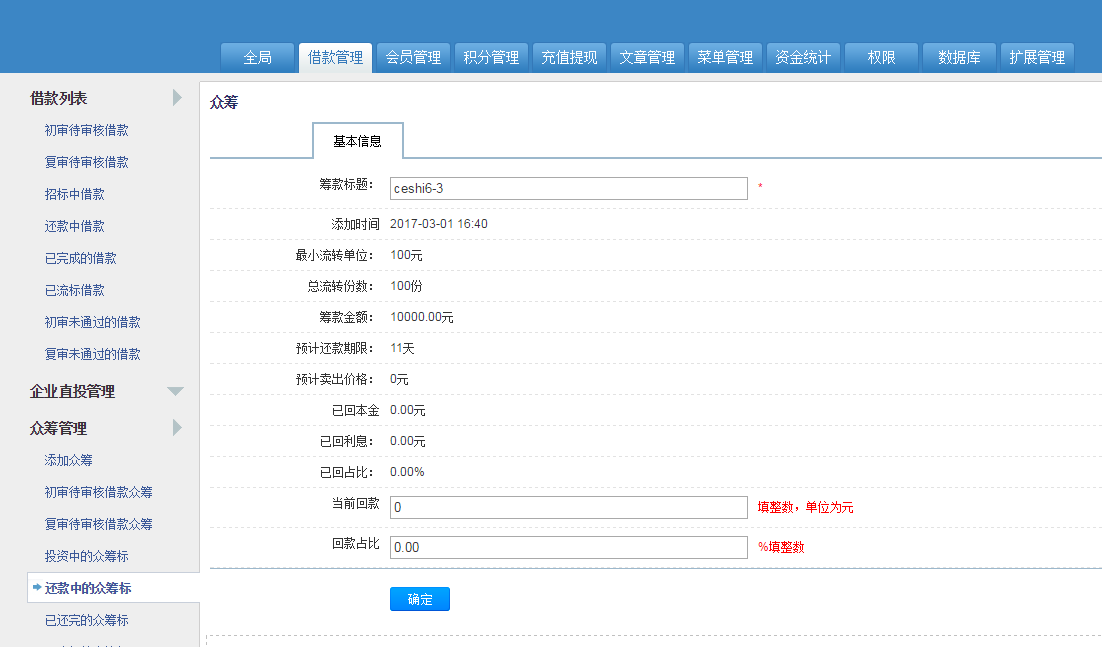 全局 借款管理 会员管理 积分管理 充值提现 文章管理 菜单管理 资金统计 权限 数据库 扩展管理
借款列表
初审待审核借款
复审待审核借款
招标中借款
还款中借款
已完成的借款
已流标借款
初审未通过的借款
复审未通过的借款
企业直投管理
众筹管理
添加众筹
初审待审核借款众筹
复审待审核借款众筹
投资中的众筹标
还款中的众筹标
已还完的众筹标
众筹
基本信息
筹款标题： ceshi6-3 *
添加时间 2017-03-01 16:40
最小流转单位： 100元
总流转份数： 100份
筹款金额： 10000.00元
预计还款期限： 11天
预计卖出价格： 0元
已回本金 0.00元
已回利息： 0.00元
已回占比： 0.00%
当前回款 0 填整数，单位为元
回款占比 0.00 %填整数
确定